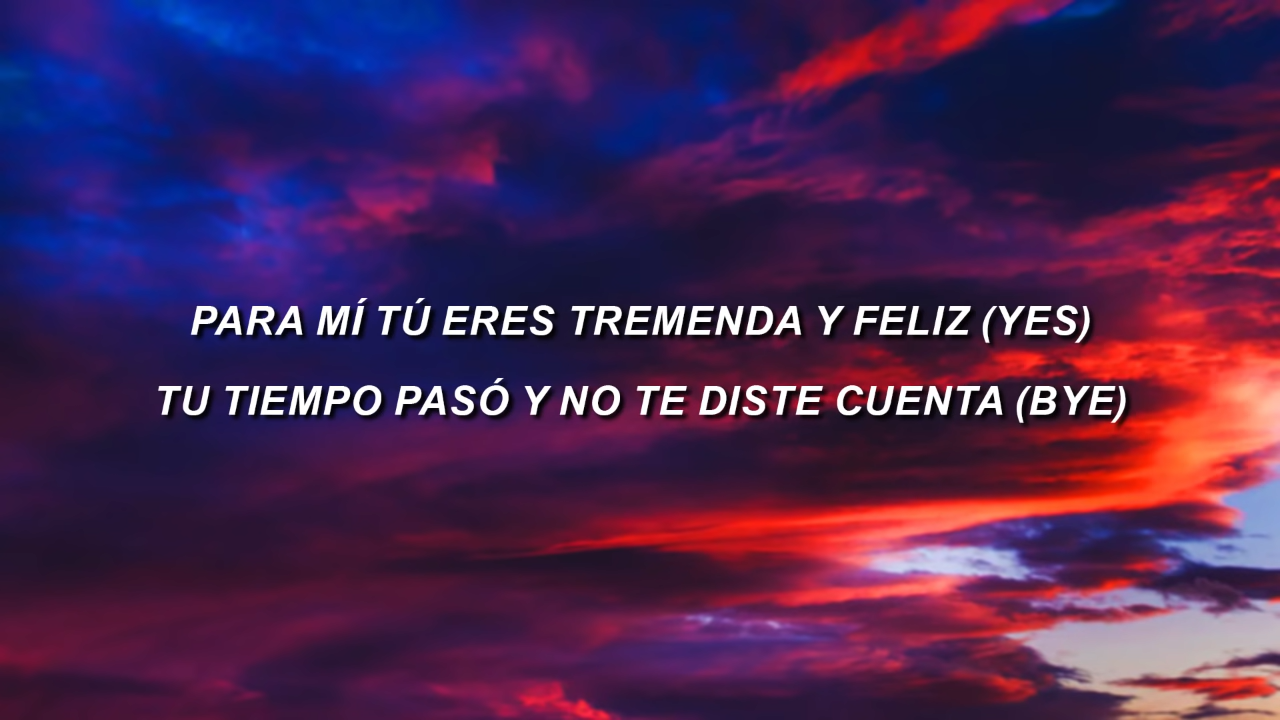 PARA MÍ TÚ ERES TREMENDA Y FELIZ (YES)
TU TIEMPO PASÓ Y NO TE DISTE CUENTA (BYE)